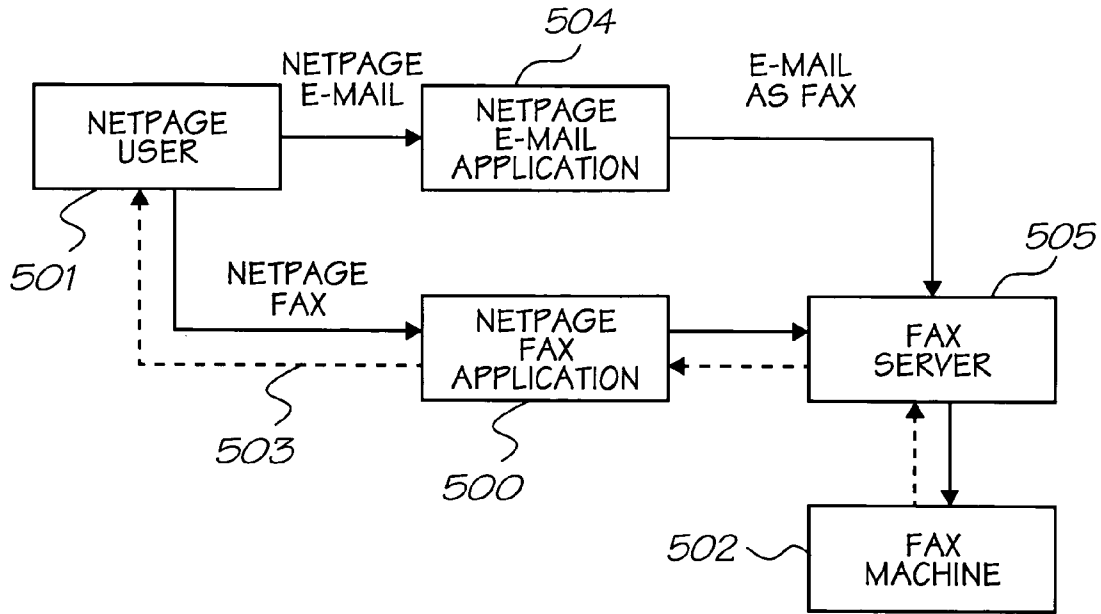 504
NETPAGE
E-MAIL
E-MAIL
AS FAX
NETPAGE
USER
NETPAGE
E-MAIL
APPLICATION
501
505
NETPAGE
FAX
NETPAGE
FAX
APPLICATION
FAX
SERVER
503
500
502
FAX
MACHINE